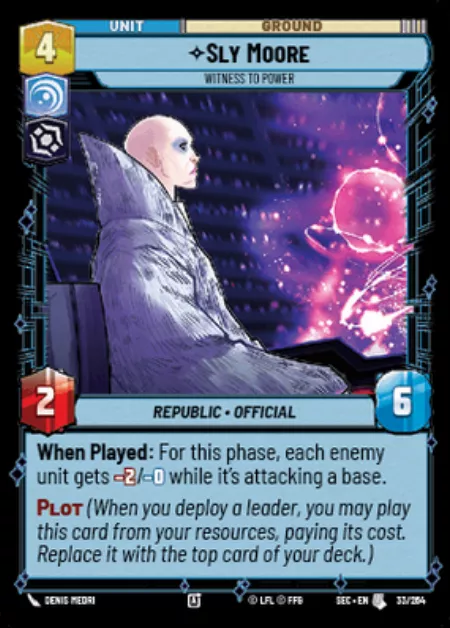 UNIT GROUND
4
SLY MOORE
WITNESS TO POWER
2
REPUBLIC • OFFICIAL
6
When Played: For this phase, each enemy
unit gets -2/-0 while it's attacking a base.
PLOT (When you deploy a leader, you may play
this card from your resources, paying its cost.
Replace it with the top card of your deck.)
DENIS MEDRI © LFL © FFG SEC • EN 33/264